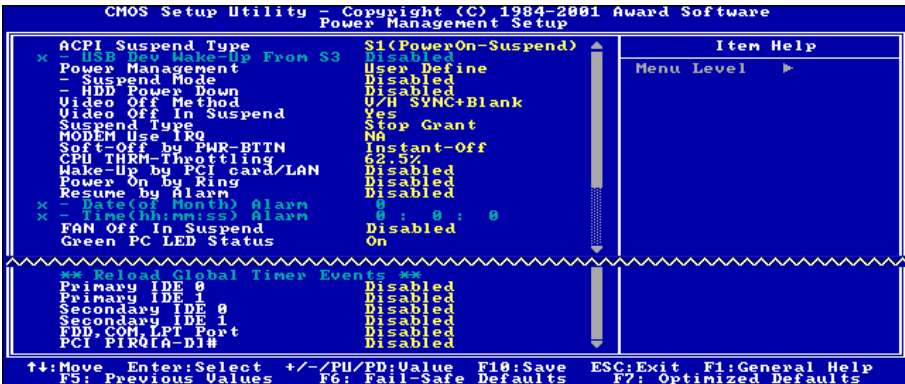 CMOS Setup Utility – Copyright (C) 1984-2001 Award Software
Power Management Setup
ACPI Suspend Type S1(PowerOn-Suspend)
x - USB Dev Wake-Up From S3 Disabled
Power Management User Define
- Suspend Mode Disabled
- HDD Power Down Disabled
Video Off Method V/H SYNC+Blank
Video Off In Suspend Yes
Suspend Type Stop Grant
MODEM Use IRQ NA
Soft-Off by PWR-BTTN Instant-Off
CPU THRM-Throttling 62.5%
Wake-Up by PCI card/LAN Disabled
Power On by Ring Disabled
Resume by Alarm Disabled
x - Date(of Month) Alarm 0
x - Time(hh:mm:ss) Alarm 0 : 0 : 0
FAN Off In Suspend Disabled
Green PC LED Status On
** Reload Global Timer Events **
Primary IDE 0 Disabled
Primary IDE 1 Disabled
Secondary IDE 0 Disabled
Secondary IDE 1 Disabled
FDD,COM,LPT Port Disabled
PCI PIRQ[A-D]# Disabled
Item Help
Menu Level ►
↑↓:Move Enter:Select +/-/PU/PD:Value F10:Save ESC:Exit F1:General Help
F5: Previous Values F6: Fail-Safe Defaults F7: Optimized Defaults